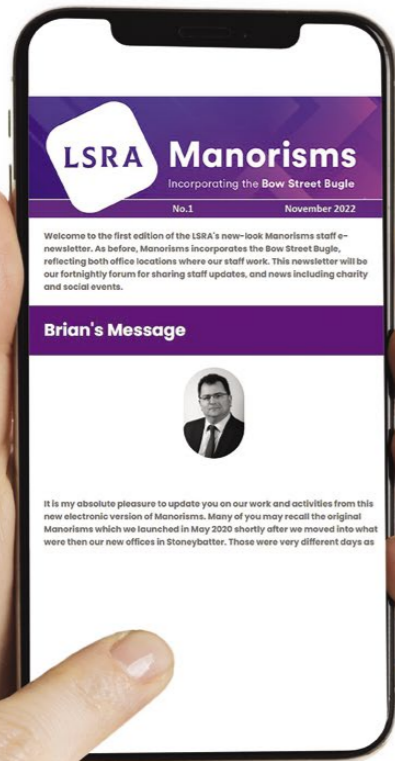 LSRA
Manorisms
Incorporating the Bow Street Bugle
No.1 November 2022
Welcome to the first edition of the LSRA's new-look Manorisms staff e-
newsletter. As before, Manorisms incorporates the Bow Street Bugle,
reflecting both office locations where our staff work. This newsletter will be
our fortnightly forum for sharing staff updates, and news including charity
and social events.
Brian's Message
It is my absolute pleasure to update you on our work and activities from this
new electronic version of Manorisms. Many of you may recall the original
Manorisms which we launched in May 2020 shortly after we moved into what
were then our new offices in Stoneybatter. Those were very different days as